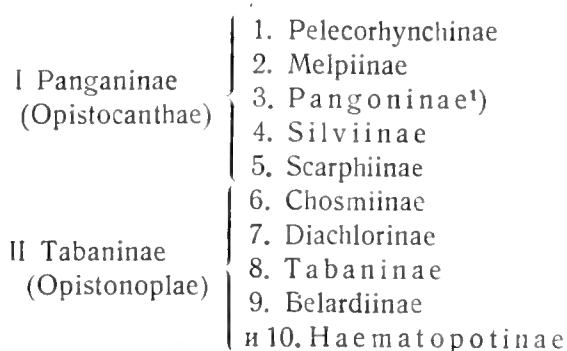 I Panganinae
(Opistocanthae)
1. Pelecorhynchinae
2. Melpiinae
3. Pangoninae¹)
4. Silviinae
5. Scarphiinae
II Tabaninae
(Opistonoplae)
6. Chosmiinae
7. Diachlorinae
8. Tabaninae
9. Бelardiinae
и 10. Haematopotinae